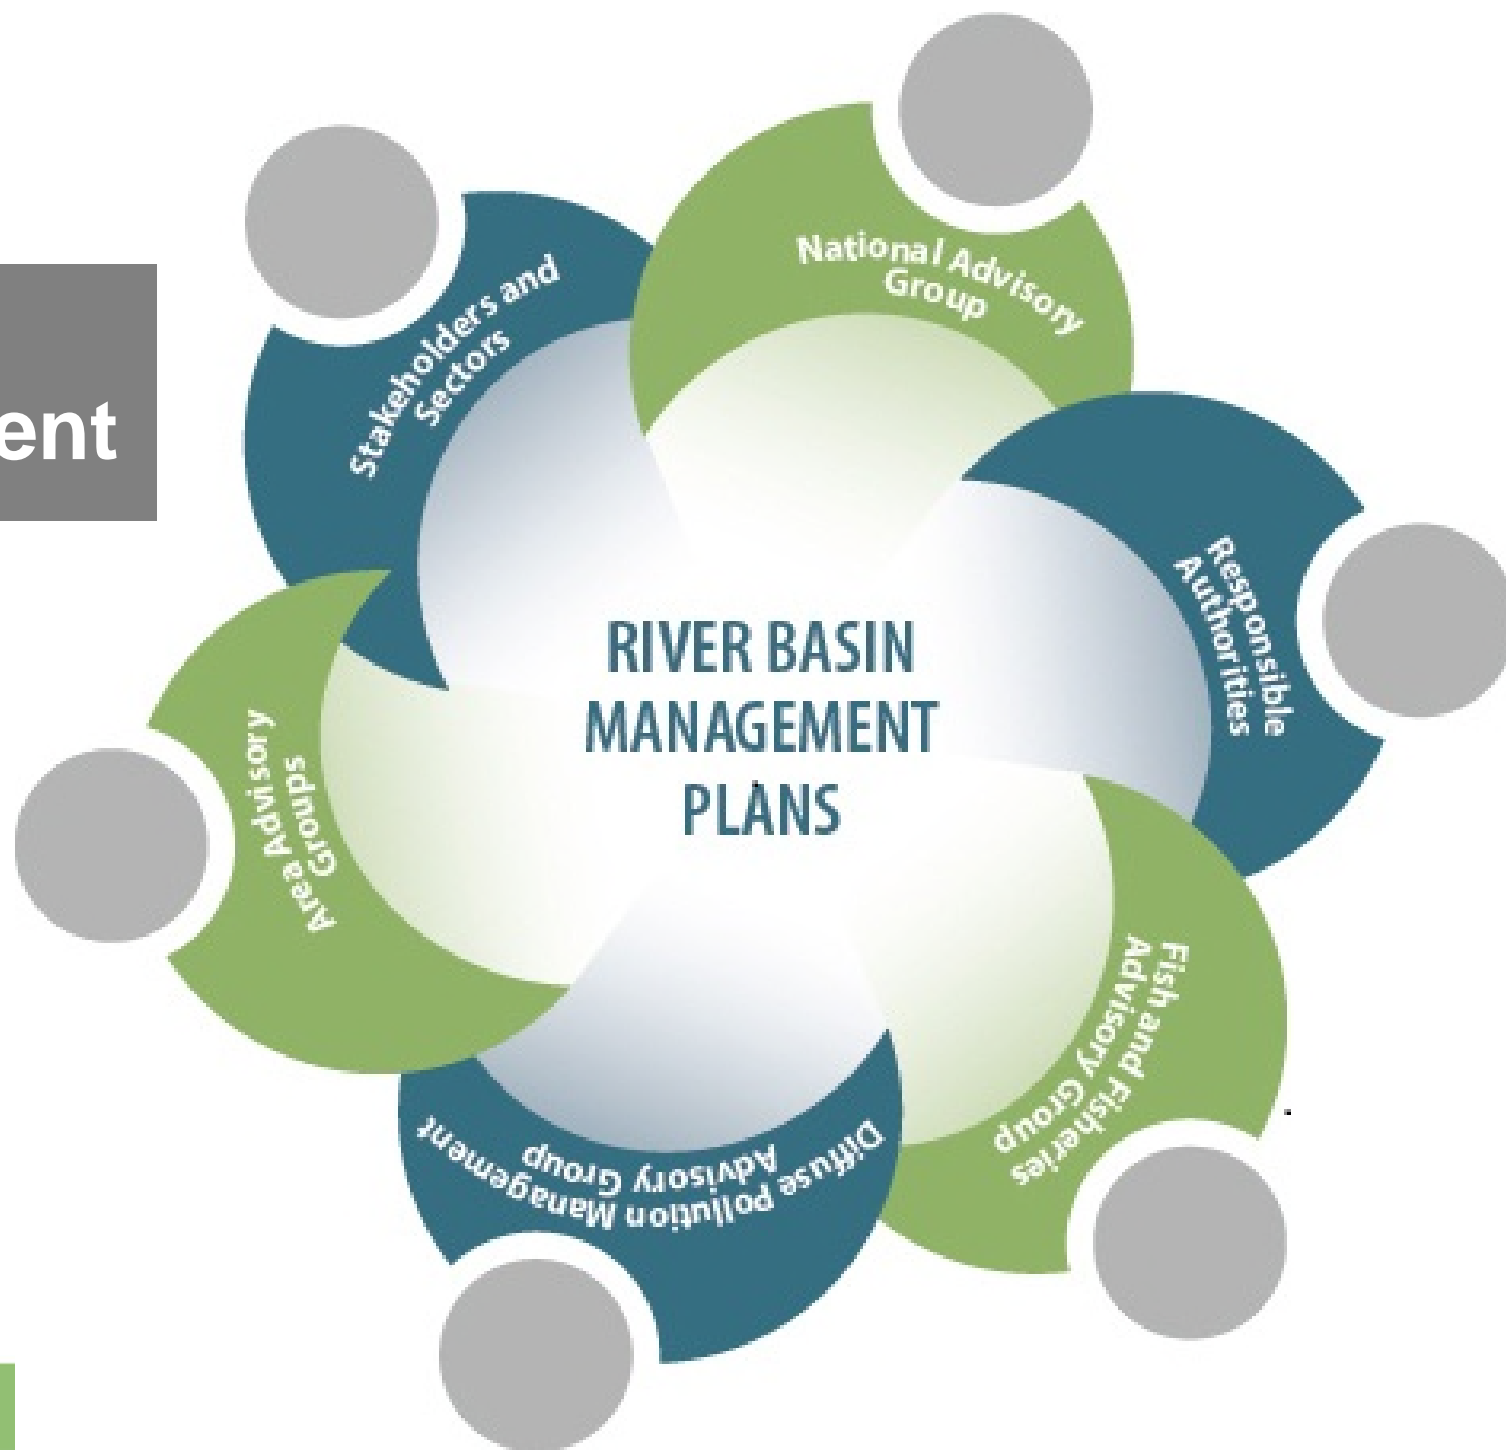 National Advisory
Group
Stakeholders and
Sectors
ent
Responsible
Authorities
RIVER BASIN
MANAGEMENT
PLANS
Area Advisory
Groups
Fish and Fisheries
Advisory Group
Diffuse Pollution Management
Advisory Group